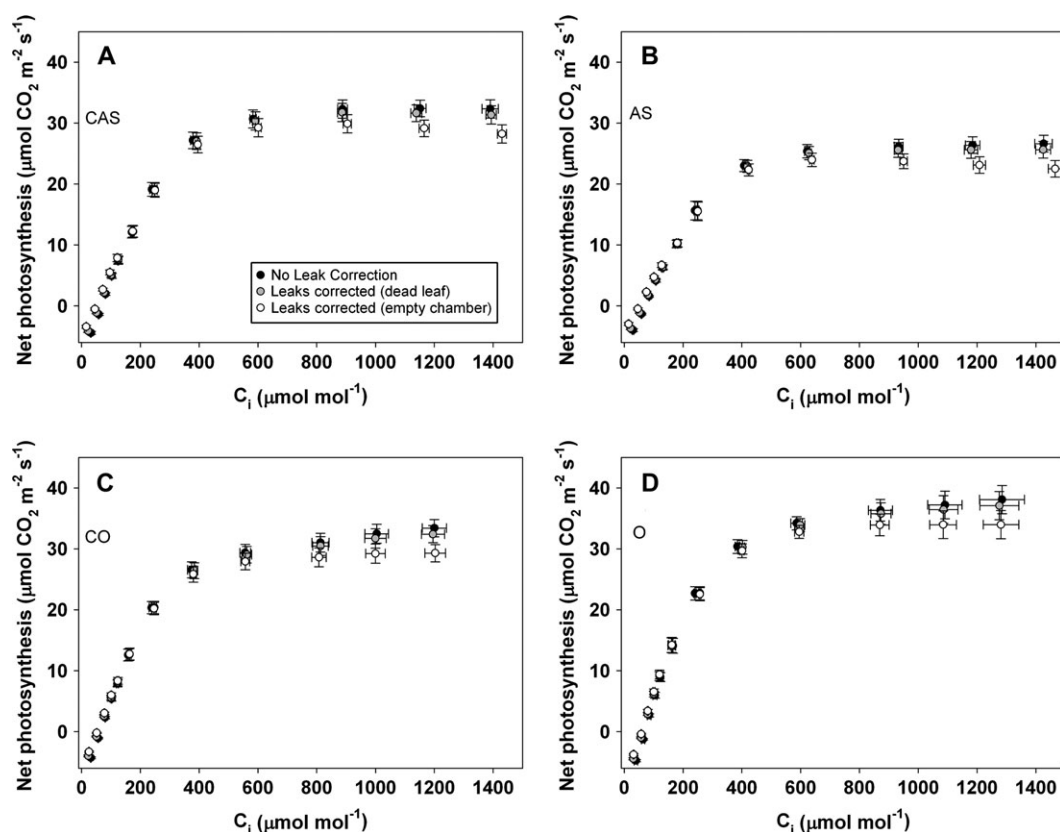 A
CAS
Net photosynthesis (μmol CO₂ m⁻² s⁻¹)
40
30
20
10
0
No Leak Correction
Leaks corrected (dead leaf)
Leaks corrected (empty chamber)
0 200 400 600 800 1000 1200 1400
Cᵢ (μmol mol⁻¹)
B
AS
Net photosynthesis (μmol CO₂ m⁻² s⁻¹)
40
30
20
10
0
0 200 400 600 800 1000 1200 1400
Cᵢ (μmol mol⁻¹)
C
CO
Net photosynthesis (μmol CO₂ m⁻² s⁻¹)
40
30
20
10
0
0 200 400 600 800 1000 1200 1400
Cᵢ (μmol mol⁻¹)
D
O
Net photosynthesis (μmol CO₂ m⁻² s⁻¹)
40
30
20
10
0
0 200 400 600 800 1000 1200 1400
Cᵢ (μmol mol⁻¹)